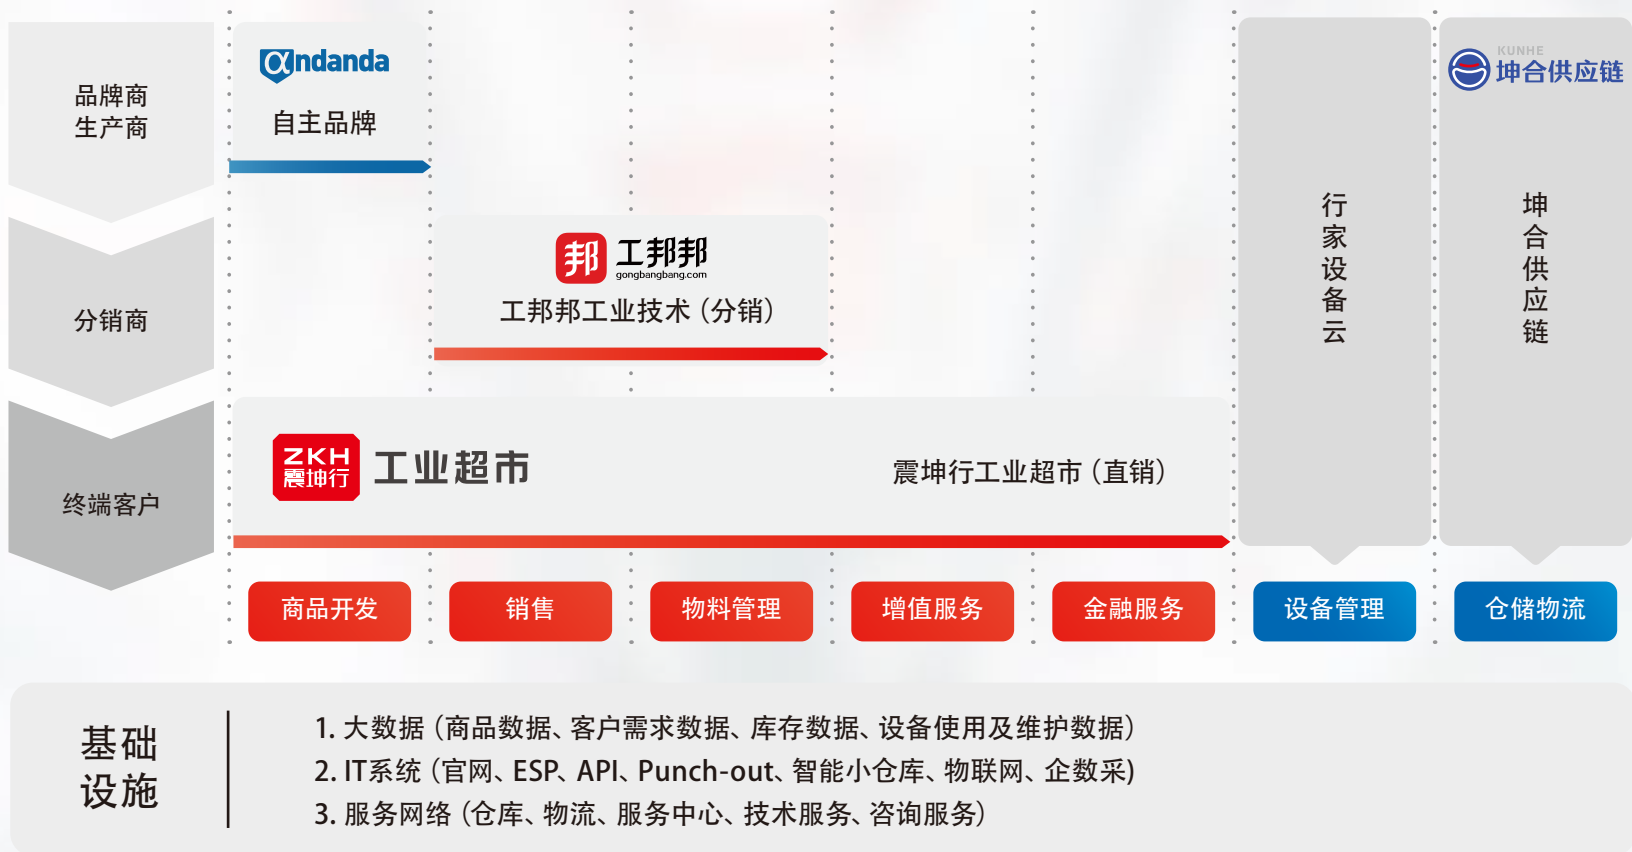 品牌商
生产商
αndanda
自主品牌
KUNHE
坤合供应链
行家设备云
坤合供应链
分销商
邦 工邦邦
gongbangbang.com
工邦邦工业技术（分销）
终端客户
ZKH
震坤行
工业超市
震坤行工业超市（直销）
商品开发
销售
物料管理
增值服务
金融服务
设备管理
仓储物流
基础
设施
1. 大数据（商品数据、客户需求数据、库存数据、设备使用及维护数据）
2. IT系统（官网、ESP、API、Punch-out、智能小仓库、物联网、企数采)
3. 服务网络（仓库、物流、服务中心、技术服务、咨询服务）